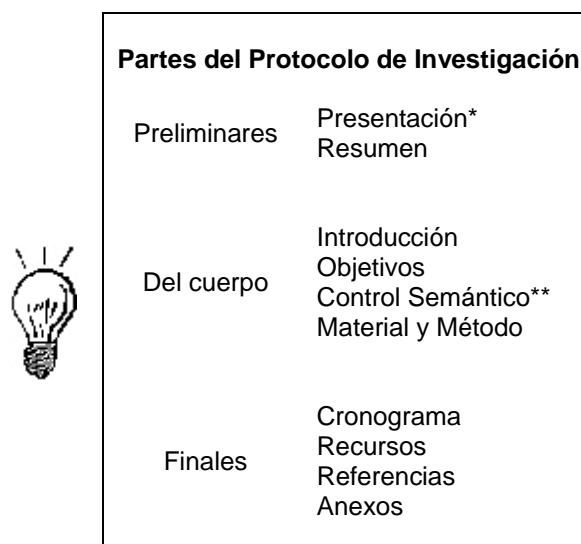 Partes del Protocolo de Investigación
Preliminares
Presentación*
Resumen
Del cuerpo
Introducción
Objetivos
Control Semántico**
Material y Método
Finales
Cronograma
Recursos
Referencias
Anexos